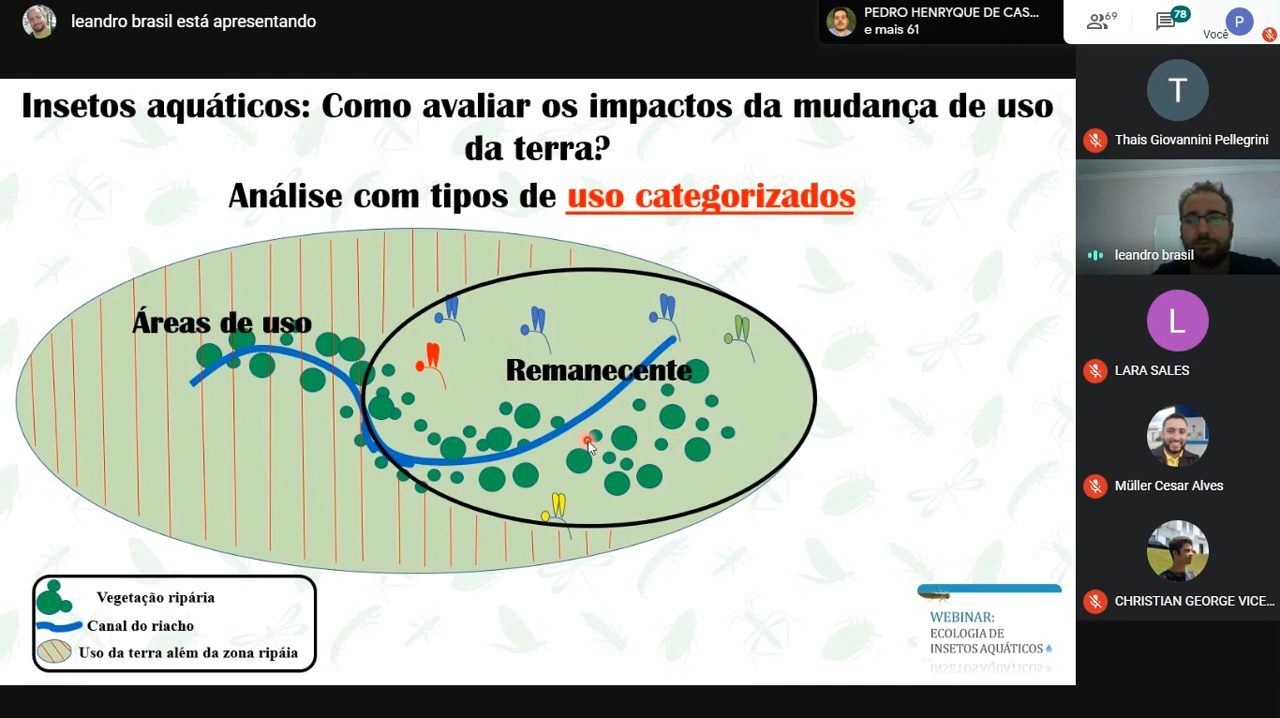 leandro brasil está apresentando
PEDRO HENRYQUE DE CAS...
e mais 61
69
78
Você
P
Insetos aquáticos: Como avaliar os impactos da mudança de uso
da terra?
Análise com tipos de uso categorizados
Áreas de uso
Remanecente
Vegetação ripária
Canal do riacho
Uso da terra além da zona ripáia
WEBINAR:
ECOLOGIA DE
INSETOS AQUÁTICOS
T
Thais Giovannini Pellegrini
leandro brasil
L
LARA SALES
Müller Cesar Alves
CHRISTIAN GEORGE VICE...